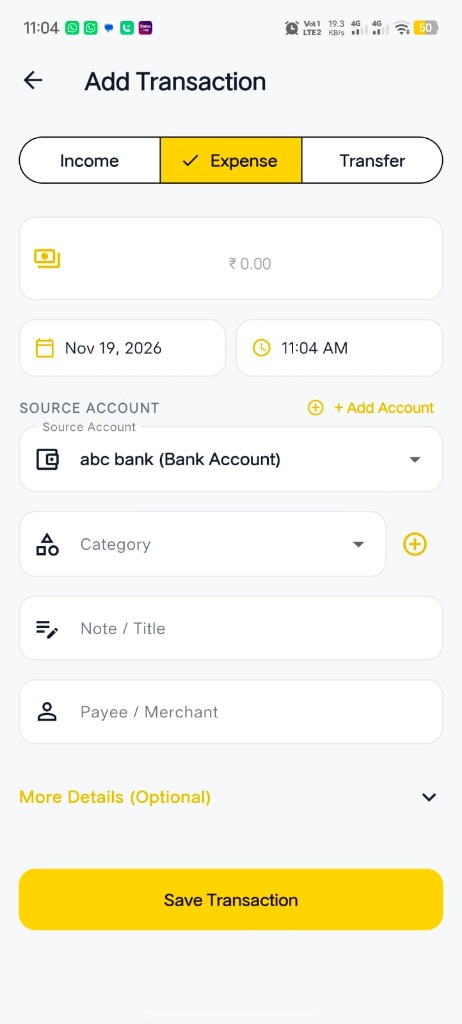 11:04 Vo1 LTE2 19.3 KB/s 4G 4G 50
Add Transaction
Income Expense Transfer
₹ 0.00
Nov 19, 2026 11:04 AM
SOURCE ACCOUNT + Add Account
Source Account
abc bank (Bank Account)
Category
Note / Title
Payee / Merchant
More Details (Optional)
Save Transaction